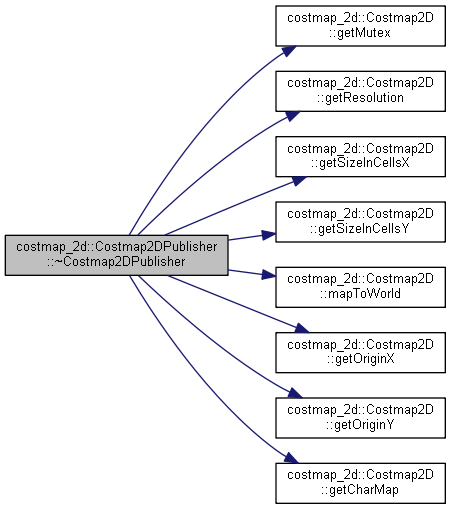 costmap_2d::Costmap2D
::getMutex
costmap_2d::Costmap2D
::getResolution
costmap_2d::Costmap2D
::getSizeInCellsX
costmap_2d::Costmap2D
::getSizeInCellsY
costmap_2d::Costmap2DPublisher
::~Costmap2DPublisher
costmap_2d::Costmap2D
::mapToWorld
costmap_2d::Costmap2D
::getOriginX
costmap_2d::Costmap2D
::getOriginY
costmap_2d::Costmap2D
::getCharMap